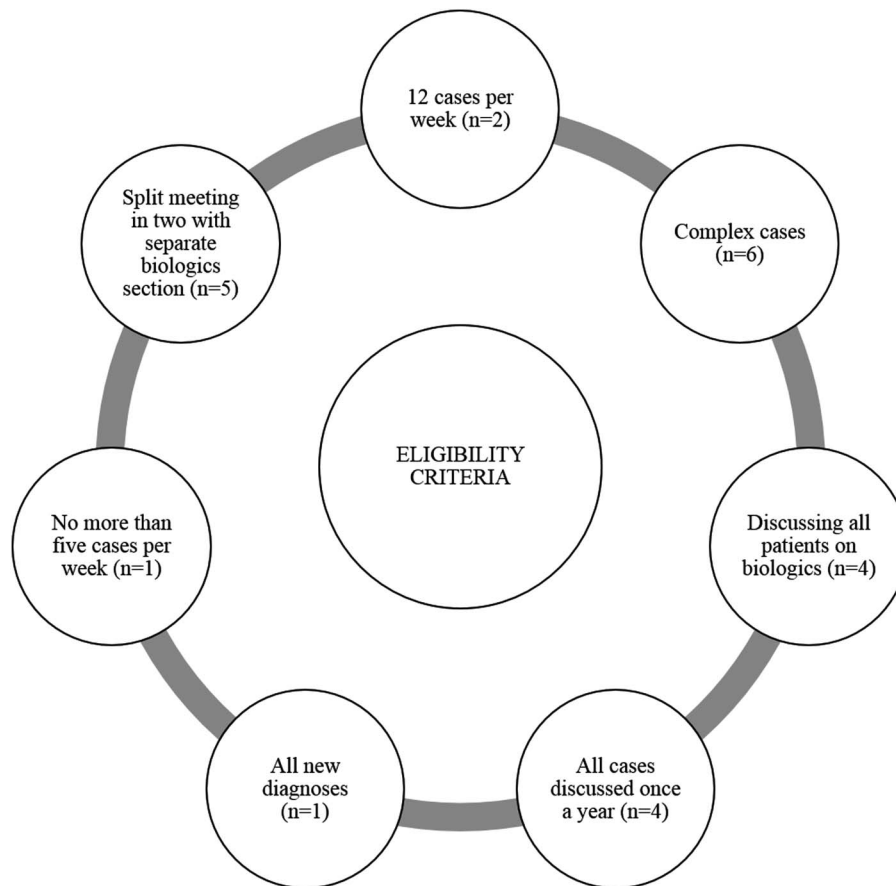 12 cases per
week (n=2)
Complex cases
(n=6)
Discussing all
patients on
biologics (n=4)
All cases
discussed once
a year (n=4)
All new
diagnoses
(n=1)
No more than
five cases per
week (n=1)
Split meeting
in two with
separate
biologics
section (n=5)
ELIGIBILITY
CRITERIA